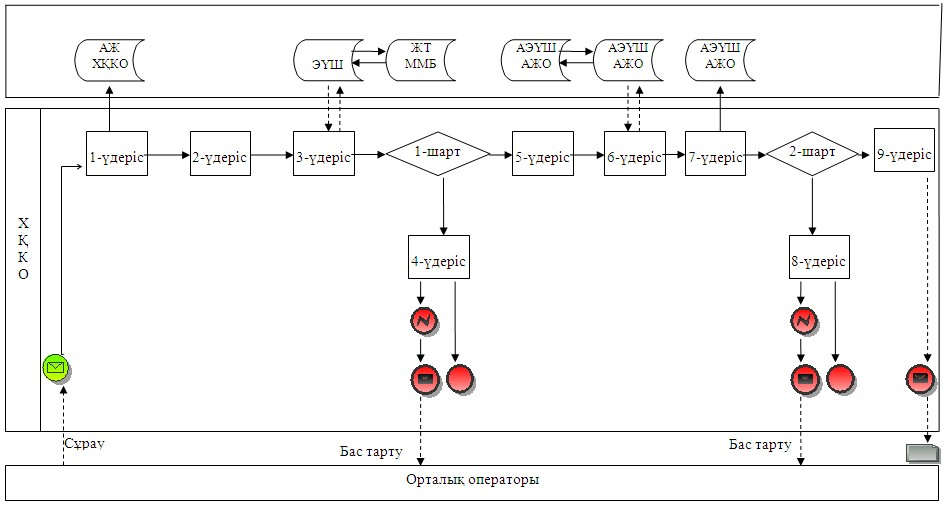 АЖ
ХҚКО
ЭҮШ
ЖТ
ММБ
АЭҮШ
АЖО
АЭҮШ
АЖО
АЭҮШ
АЖО
1-үдеріс
2-үдеріс
3-үдеріс
1-шарт
5-үдеріс
6-үдеріс
7-үдеріс
2-шарт
9-үдеріс
Х
Қ
К
О
4-үдеріс
8-үдеріс
Сұрау
Бас тарту
Бас тарту
Орталық операторы